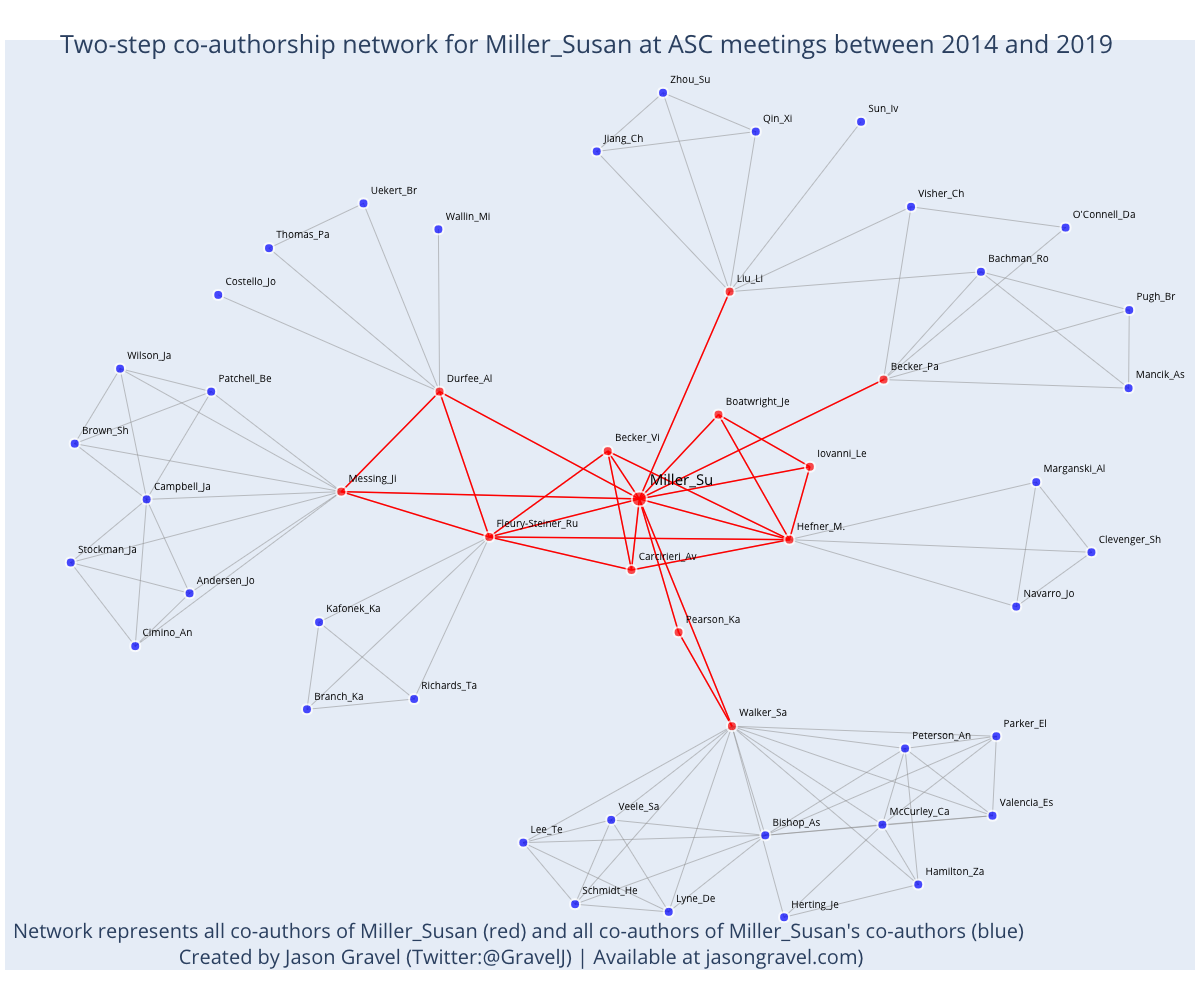 Two-step co-authorship network for Miller_Susan at ASC meetings between 2014 and 2019
Zhou_Su
Sun_Iv
Qin_Xi
Jiang_Ch
Uekert_Br
Visher_Ch
Wallin_Mi
O'Connell_Da
Thomas_Pa
Bachman_Ro
Costello_Jo
Liu_Li
Pugh_Br
Wilson_Ja
Becker_Pa
Mancik_As
Patchell_Be
Durfee_Al
Boatwright_Je
Brown_Sh
Becker_Vi
Iovanni_Le
Marganski_Al
Messing_Ji
Miller_Su
Campbell_Ja
Fleury-Steiner_Ru
Hefner_M.
Clevenger_Sh
Stockman_Ja
Carcirieri_Av
Andersen_Jo
Navarro_Jo
Kafonek_Ka
Pearson_Ka
Cimino_An
Richards_Ta
Branch_Ka
Walker_Sa
Parker_El
Peterson_An
Valencia_Es
Veele_Sa
McCurley_Ca
Bishop_As
Lee_Te
Hamilton_Za
Schmidt_He
Lyne_De
Herting_Je
Network represents all co-authors of Miller_Susan (red) and all co-authors of Miller_Susan's co-authors (blue)
Created by Jason Gravel (Twitter:@GravelJ) | Available at jasongravel.com)